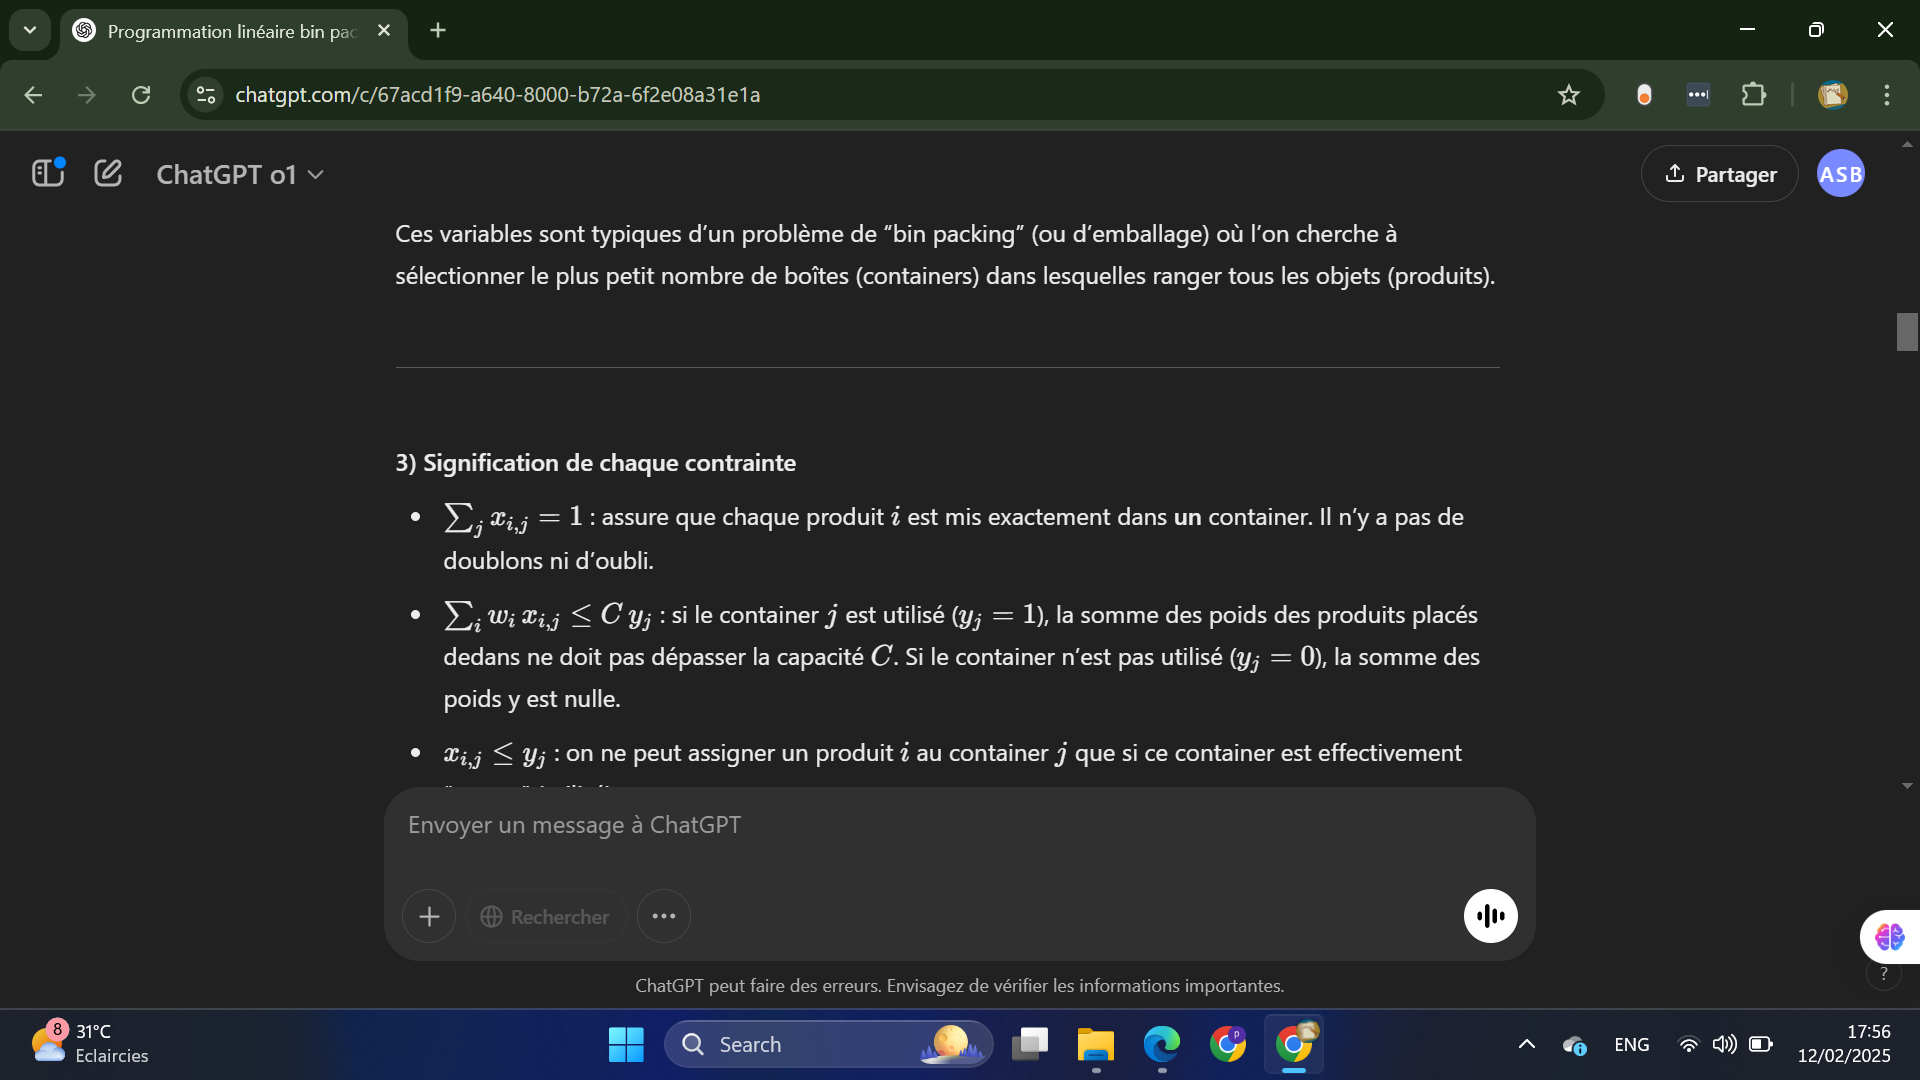 Programmation linéaire bin pac
chatgpt.com/c/67acd1f9-a640-8000-b72a-6f2e08a31e1a
ChatGPT o1
Partager
ASB
Ces variables sont typiques d’un problème de “bin packing” (ou d’emballage) où l’on cherche à
sélectionner le plus petit nombre de boîtes (containers) dans lesquelles ranger tous les objets (produits).
3) Signification de chaque contrainte
• ∑_j x_{i,j} = 1 : assure que chaque produit i est mis exactement dans un container. Il n’y a pas de
doublons ni d’oubli.
• ∑_i w_i x_{i,j} ≤ C y_j : si le container j est utilisé (y_j = 1), la somme des poids des produits placés
dedans ne doit pas dépasser la capacité C. Si le container n’est pas utilisé (y_j = 0), la somme des
poids y est nulle.
• x_{i,j} ≤ y_j : on ne peut assigner un produit i au container j que si ce container est effectivement
Envoyer un message à ChatGPT
Rechercher
ChatGPT peut faire des erreurs. Envisagez de vérifier les informations importantes.
?
8
31°C
Eclaircies
Search
p
ENG
17:56
12/02/2025